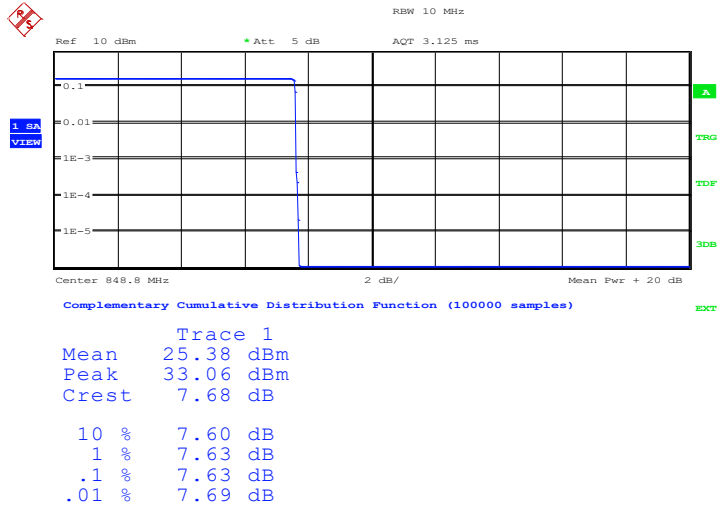 R S
RBW 10 MHz
Ref 10 dBm * Att 5 dB AQT 3.125 ms
0.1
A
0.01
1 SA
VIEW
TRG
1E-3
TDF
1E-4
1E-5
3DB
Center 848.8 MHz 2 dB/ Mean Pwr + 20 dB
Complementary Cumulative Distribution Function (100000 samples)
EXT
Trace 1
Mean 25.38 dBm
Peak 33.06 dBm
Crest 7.68 dB
10 % 7.60 dB
1 % 7.63 dB
.1 % 7.63 dB
.01 % 7.69 dB